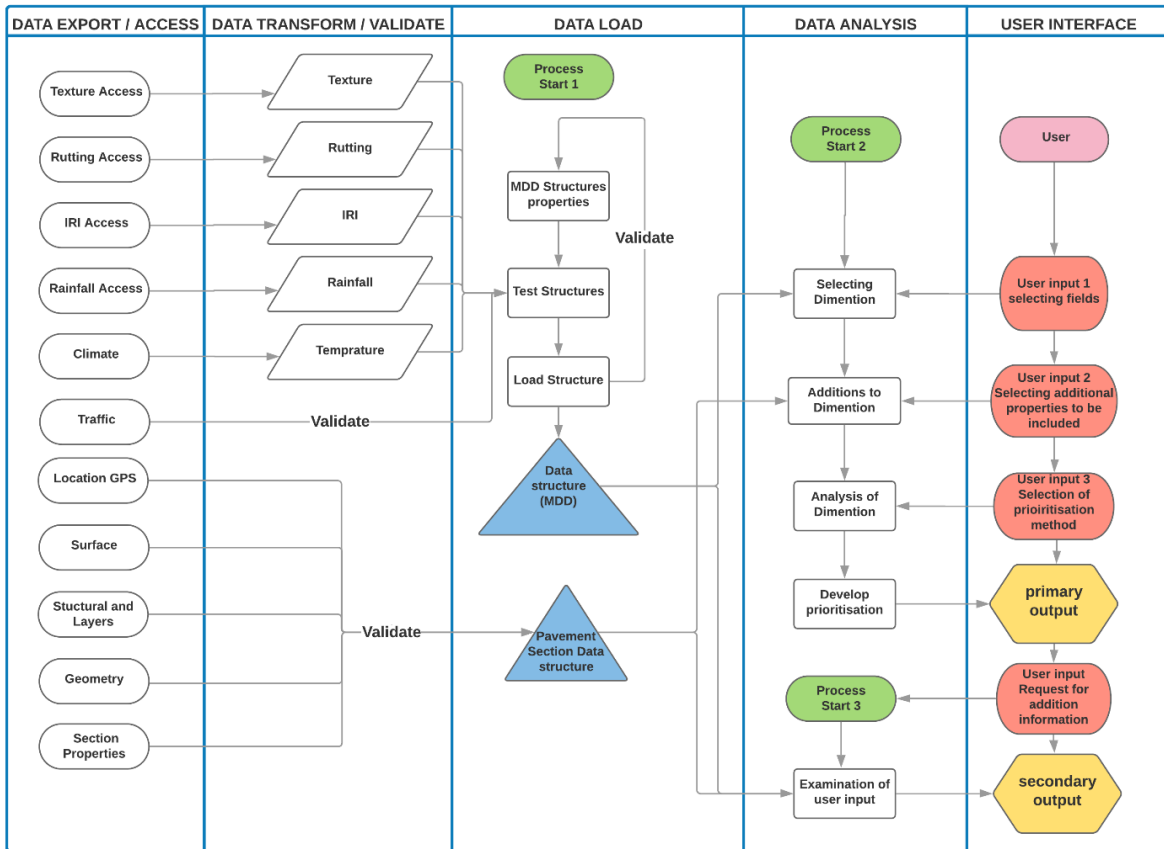 DATA EXPORT / ACCESS
DATA TRANSFORM / VALIDATE
DATA LOAD
DATA ANALYSIS
USER INTERFACE
Texture Access
Rutting Access
IRI Access
Rainfall Access
Climate
Traffic
Location GPS
Surface
Stuctural and
Layers
Geometry
Section
Properties
Texture
Rutting
IRI
Rainfall
Temprature
Validate
Validate
Process
Start 1
MDD Structures
properties
Validate
Test Structures
Load Structure
Data
structure
(MDD)
Pavement
Section Data
structure
Process
Start 2
Selecting
Dimention
Additions to
Dimention
Analysis of
Dimention
Develop
prioritisation
Process
Start 3
Examination of
user input
User
User input 1
selecting fields
User input 2
Selecting additional
properties to be
included
User input 3
Selection of
prioiritisation
method
primary
output
User input
Request for
addition
information
secondary
output